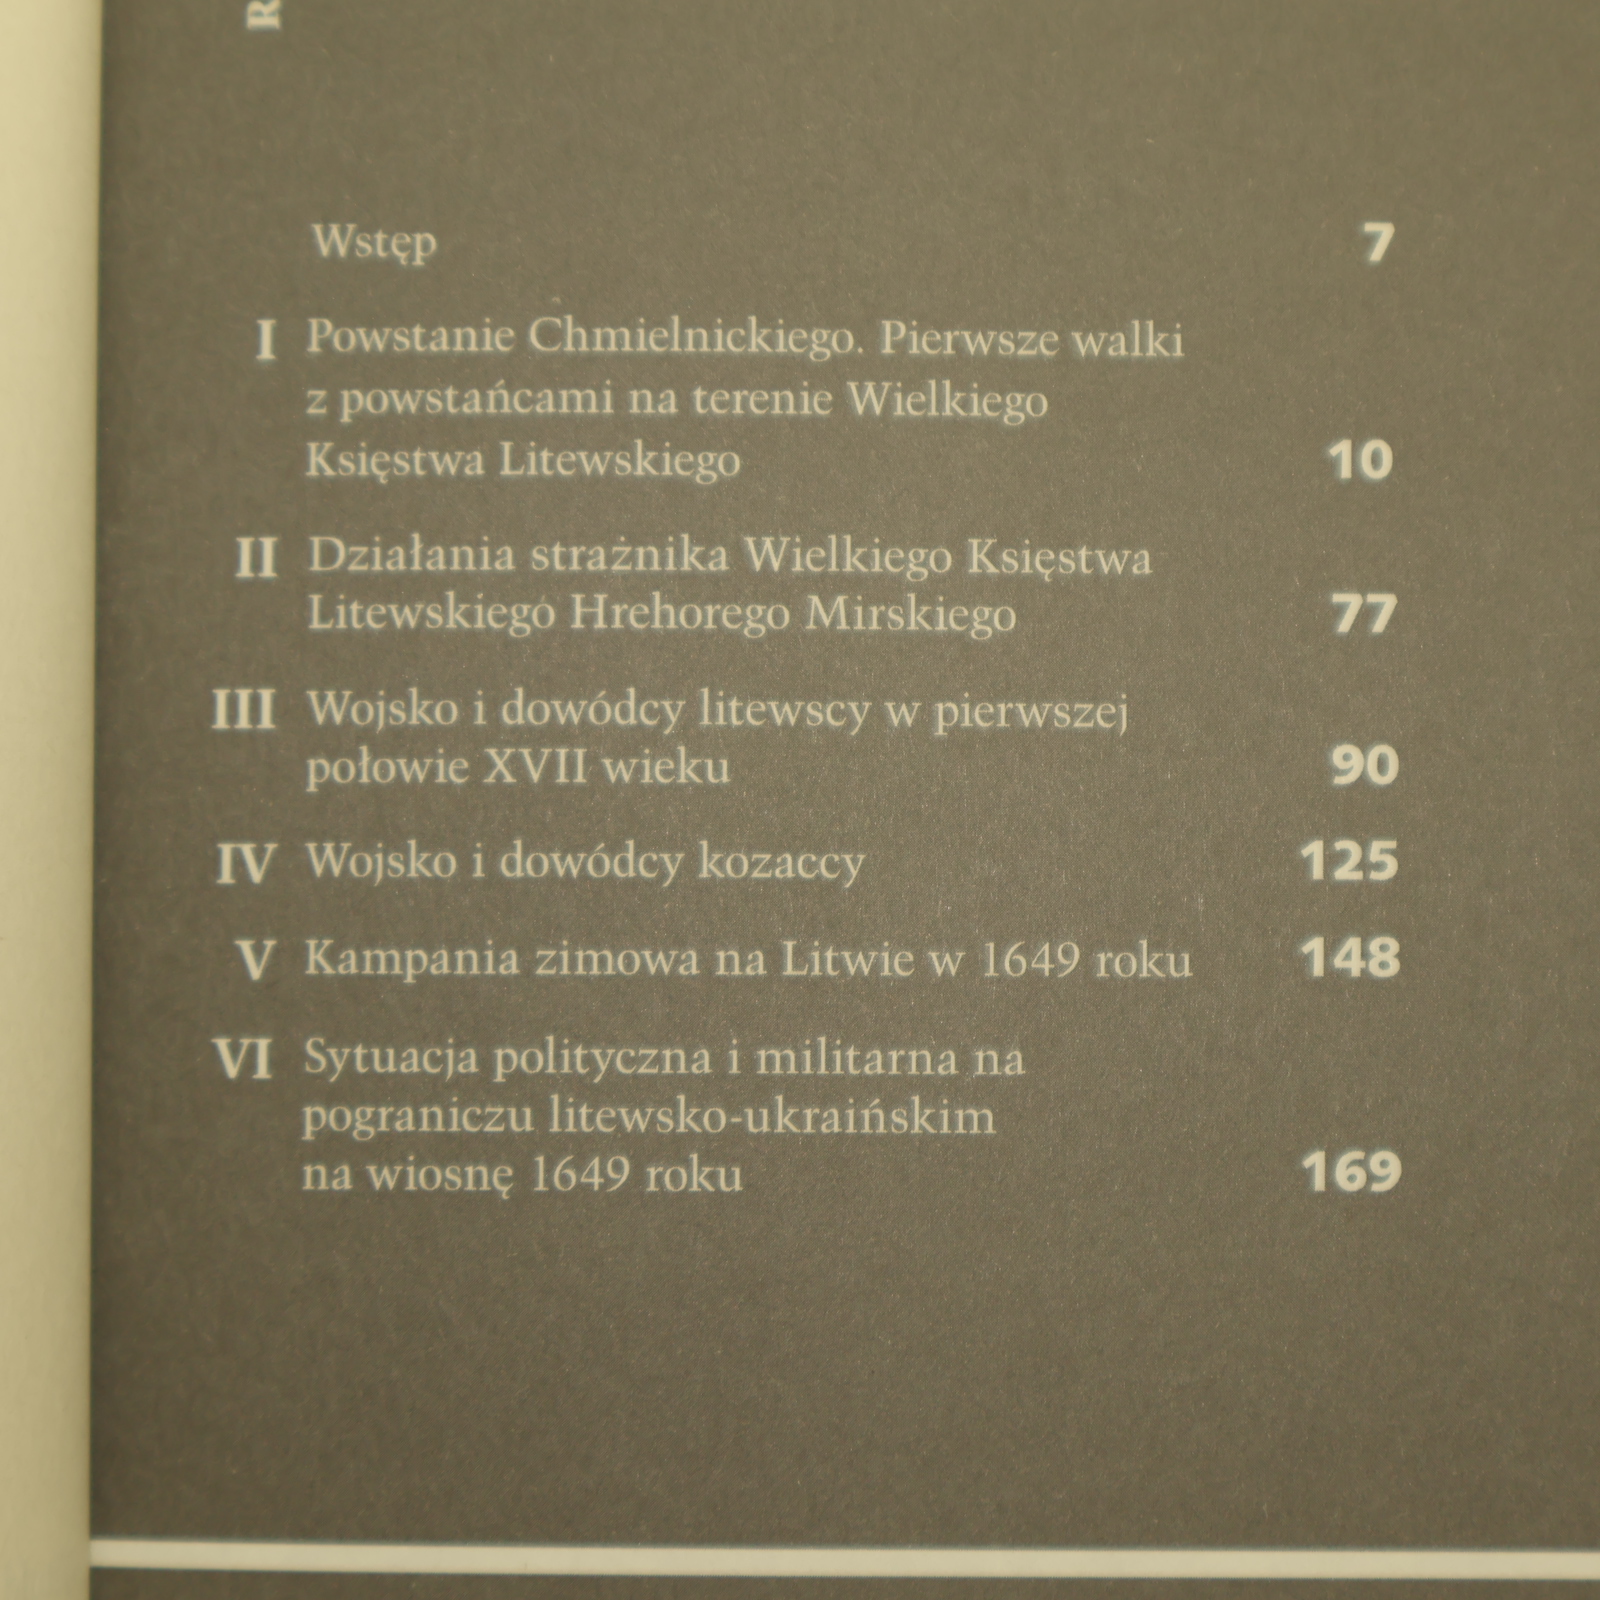 R
Wstęp 7
I Powstanie Chmielnickiego. Pierwsze walki
z powstańcami na terenie Wielkiego
Księstwa Litewskiego 10
II Działania strażnika Wielkiego Księstwa
Litewskiego Hrehorego Mirskiego 77
III Wojsko i dowódcy litewscy w pierwszej
połowie XVII wieku 90
IV Wojsko i dowódcy kozaccy 125
V Kampania zimowa na Litwie w 1649 roku 148
VI Sytuacja polityczna i militarna na
pograniczu litewsko-ukraińskim
na wiosnę 1649 roku 169